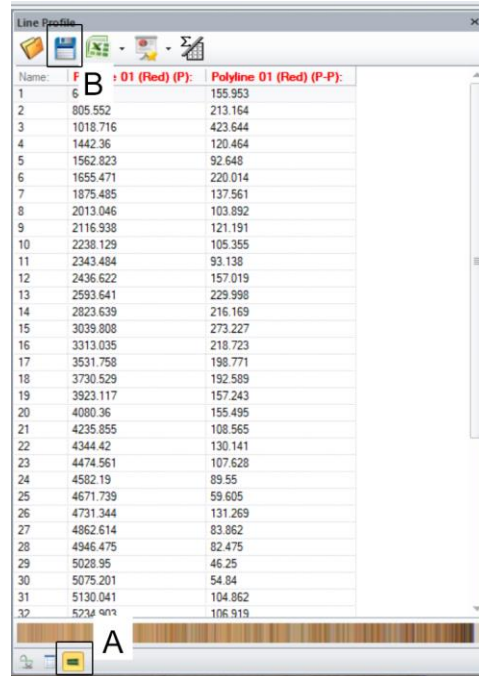 Line Profile
B
Name: 01 (Red) (P): Polyline 01 (Red) (P-P):
1 6 155.953
2 805.552 213.164
3 1018.716 423.644
4 1442.36 120.464
5 1562.823 92.648
6 1655.471 220.014
7 1875.485 137.561
8 2013.046 103.892
9 2116.938 121.191
10 2238.129 105.355
11 2343.484 93.138
12 2436.622 157.019
13 2593.641 229.998
14 2823.639 216.169
15 3039.808 273.227
16 3313.035 218.723
17 3531.758 198.771
18 3730.529 192.589
19 3923.117 157.243
20 4080.36 155.495
21 4235.855 108.565
22 4344.42 130.141
23 4474.561 107.628
24 4582.19 89.55
25 4671.739 59.605
26 4731.344 131.269
27 4862.614 83.862
28 4946.475 82.475
29 5028.95 46.25
30 5075.201 54.84
31 5130.041 104.862
32 5234.903 106.919
A